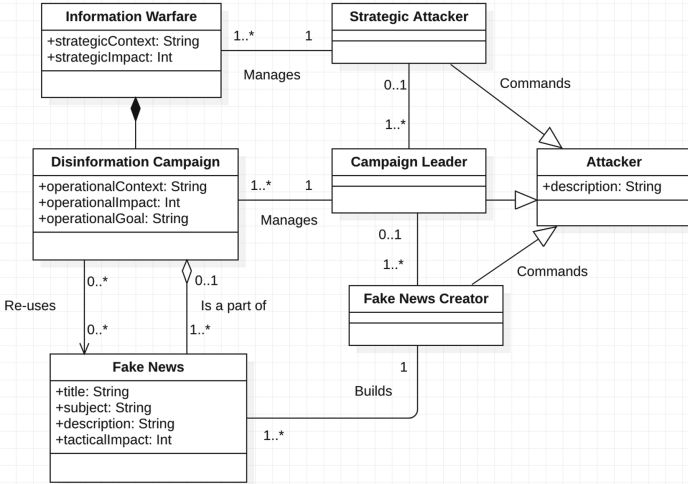 Information Warfare
+strategicContext: String
+strategicImpact: Int
1..*
1
Manages
Strategic Attacker
Commands
0..1
1..*
Disinformation Campaign
+operationalContext: String
+operationalImpact: Int
+operationalGoal: String
1..*
1
Manages
Campaign Leader
Attacker
+description: String
0..1
1..*
Commands
0..*
0..1
Re-uses
Is a part of
0..*
1..*
Fake News Creator
1
Builds
Fake News
+title: String
+subject: String
+description: String
+tacticalImpact: Int
1..*